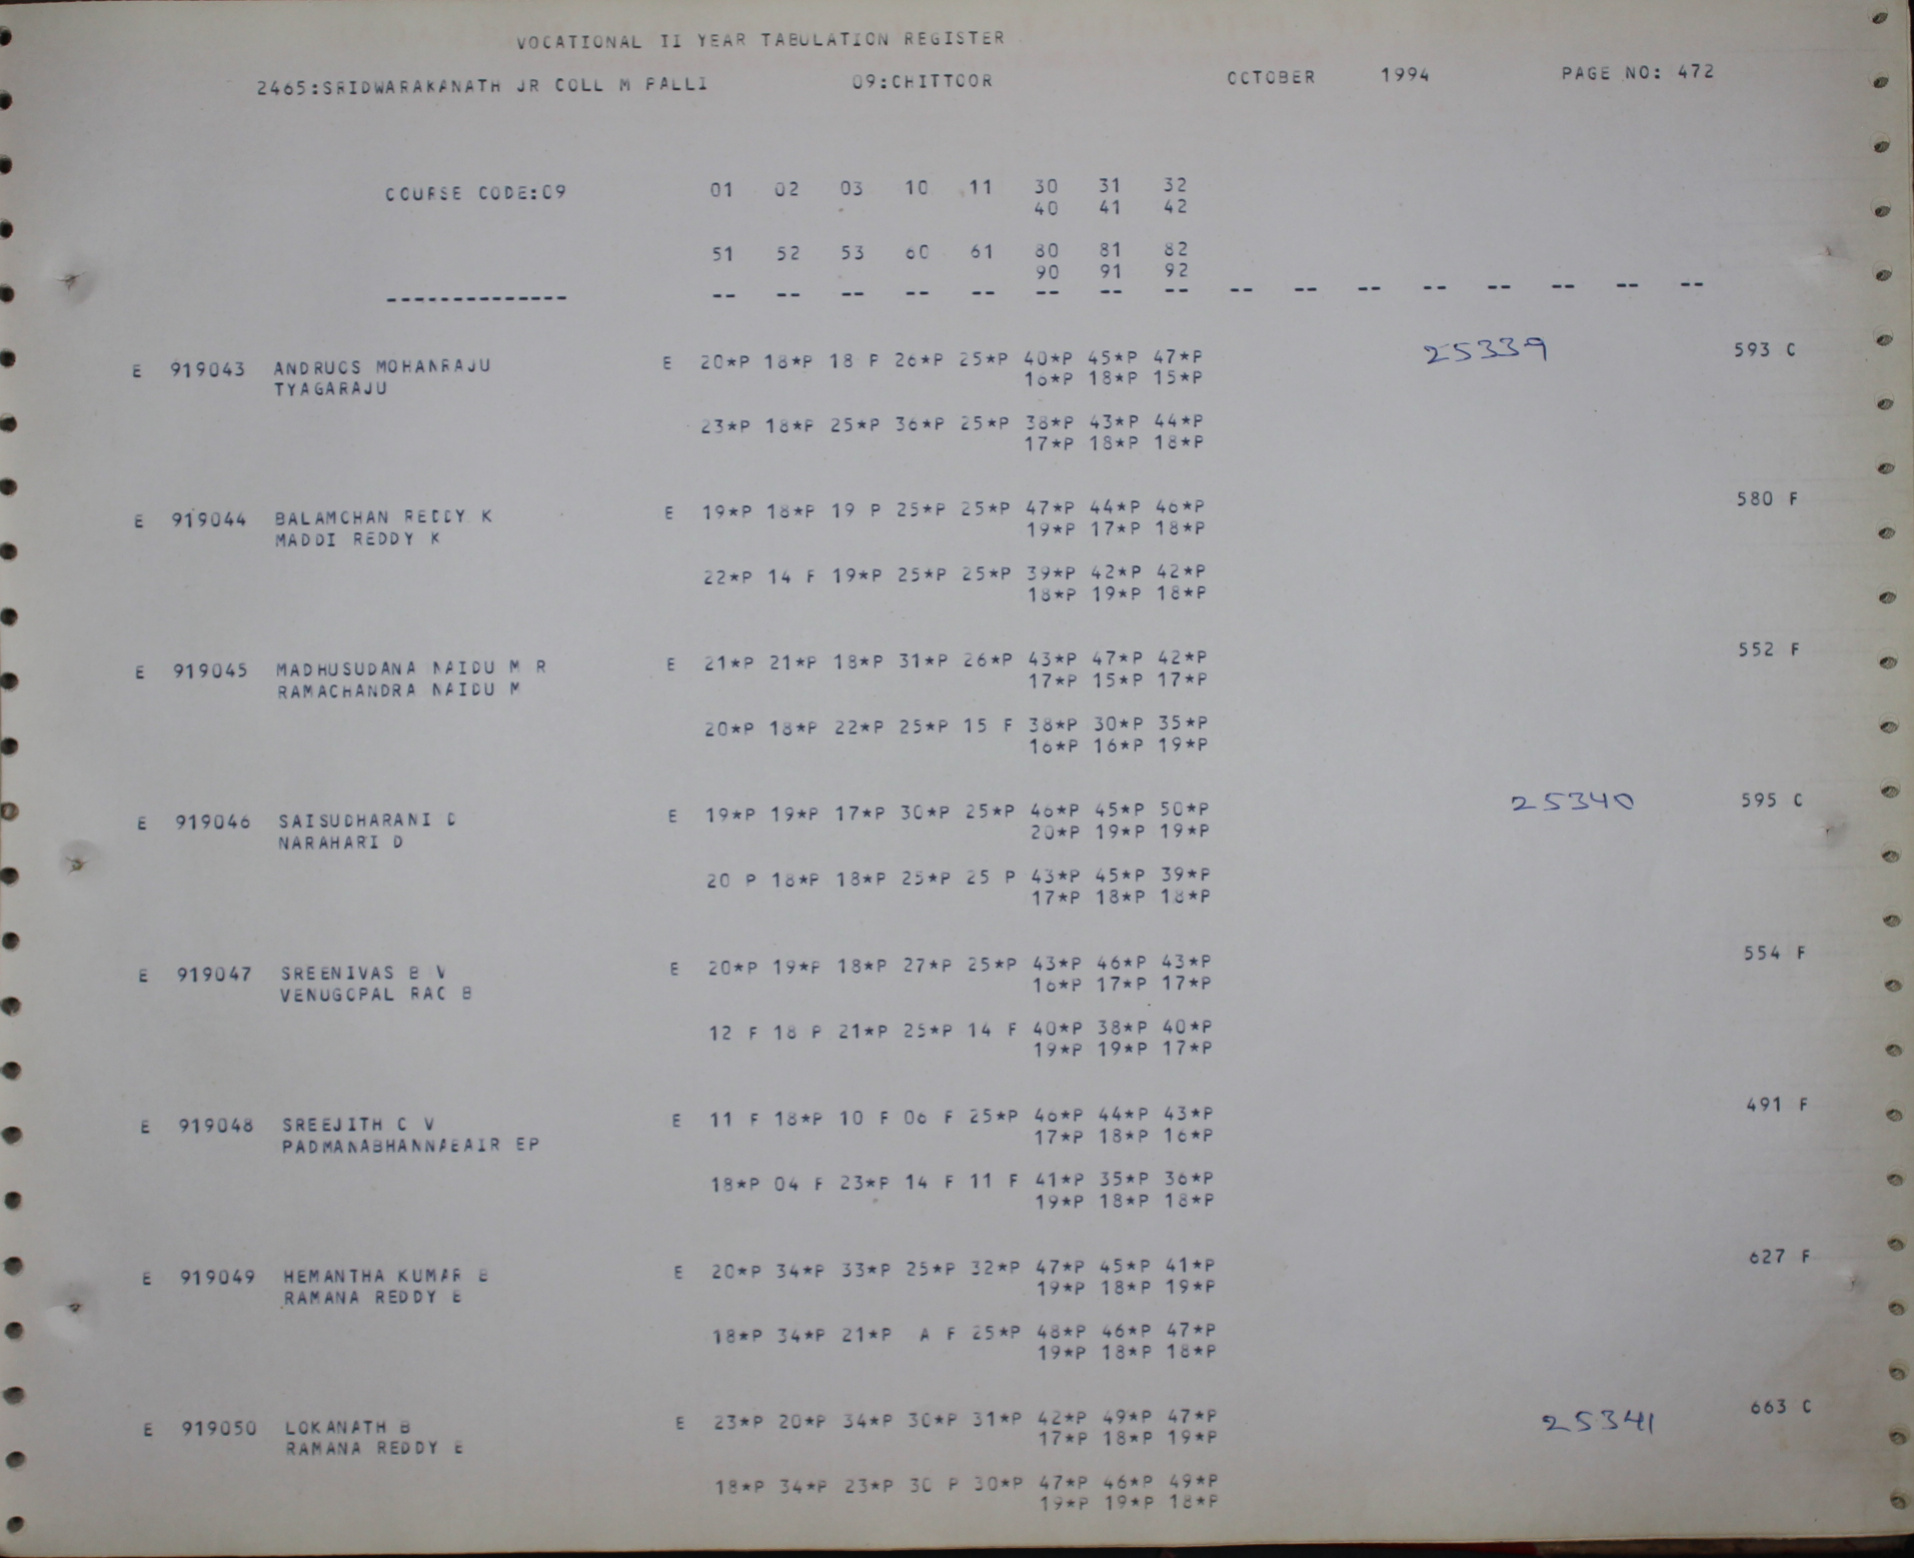 VOCATIONAL II YEAR TABULATION REGISTER
2465:SRIDWARAKANATH JR COLL M PALLI 09:CHITTOOR OCTOBER 1994 PAGE NO: 472
COURSE CODE:09 01 02 03 10 11 30 31 32
40 41 42
51 52 53 60 61 80 81 82
90 91 92
-------------- -- -- -- -- -- -- -- -- -- -- -- -- -- -- -- --
E 919043 ANDRUOS MOHANRAJU E 20*P 18*P 18 P 26*P 25*P 40*P 45*P 47*P 25339 593 C
TYAGARAJU 16*P 18*P 15*P
23*P 18*P 25*P 36*P 25*P 38*P 43*P 44*P
17*P 18*P 18*P
E 919044 BALAMCHAN REDDY K E 19*P 18*P 19 P 25*P 25*P 47*P 44*P 46*P 580 F
MADDI REDDY K 19*P 17*P 18*P
22*P 14 F 19*P 25*P 25*P 39*P 42*P 42*P
18*P 19*P 18*P
E 919045 MADHUSUDANA NAIDU M R E 21*P 21*P 18*P 31*P 26*P 43*P 47*P 42*P 552 F
RAMACHANDRA NAIDU M 17*P 15*P 17*P
20*P 18*P 22*P 25*P 15 F 38*P 30*P 35*P
16*P 16*P 19*P
E 919046 SAISUDHARANI D E 19*P 19*P 17*P 30*P 25*P 46*P 45*P 50*P 25340 595 C
NARAHARI D 20*P 19*P 19*P
20 P 18*P 18*P 25*P 25 P 43*P 45*P 39*P
17*P 18*P 18*P
E 919047 SREENIVAS B V E 20*P 19*P 18*P 27*P 25*P 43*P 46*P 43*P 554 F
VENUGOPAL RAO B 16*P 17*P 17*P
12 F 18 P 21*P 25*P 14 F 40*P 38*P 40*P
19*P 19*P 17*P
E 919048 SREEJITH C V E 11 F 18*P 10 F 06 F 25*P 46*P 44*P 43*P 491 F
PADMANABHANNAEAIR EP 17*P 18*P 16*P
18*P 04 F 23*P 14 F 11 F 41*P 35*P 36*P
19*P 18*P 18*P
E 919049 HEMANTHA KUMAR B E 20*P 34*P 33*P 25*P 32*P 47*P 45*P 41*P 627 F
RAMANA REDDY E 19*P 18*P 19*P
18*P 34*P 21*P A F 25*P 48*P 46*P 47*P
19*P 18*P 18*P
E 919050 LOKANATH B E 23*P 20*P 34*P 30*P 31*P 42*P 49*P 47*P 25341 663 C
RAMANA REDDY E 17*P 18*P 19*P
18*P 34*P 23*P 30 P 30*P 47*P 46*P 49*P
19*P 19*P 18*P